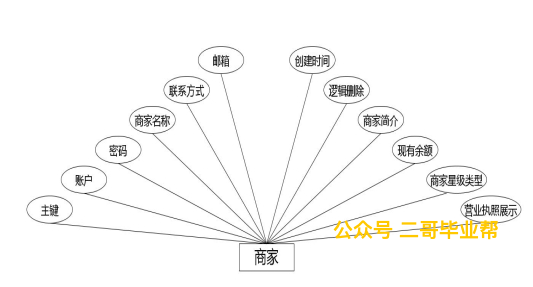 邮箱
创建时间
联系方式
逻辑删除
商家名称
商家简介
密码
现有余额
账户
商家星级类型
主键
营业执照展示
公众号 二哥毕业帮
商家